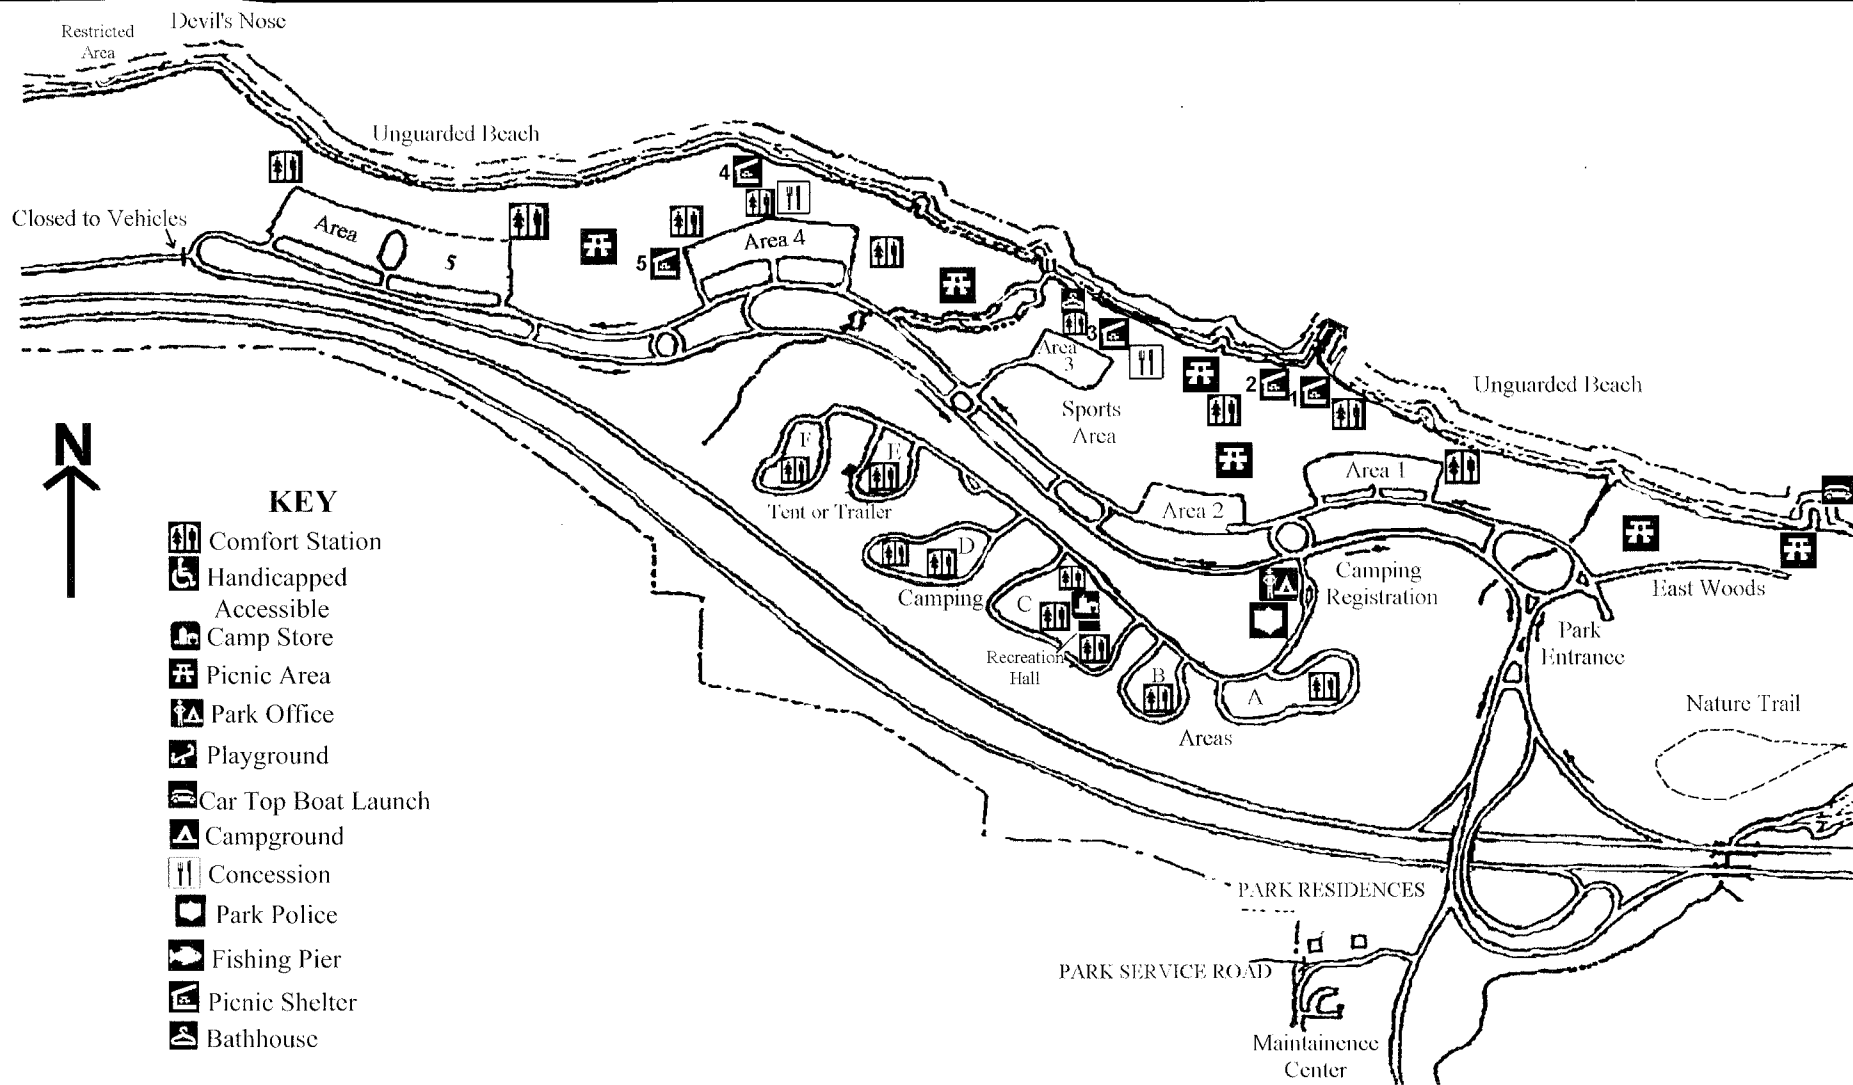 Devil's Nose
Restricted
Area
Unguarded Beach
4
Closed to Vehicles
Area
5
Area 4
5
3
Area
3
2
1
Unguarded Beach
Sports
Area
N
F
E
Area 1
KEY
Tent or Trailer
Area 2
Comfort Station
D
Handicapped
Accessible
Camping
Registration
East Woods
Camping
C
Camp Store
Park
Entrance
Recreation
Hall
Picnic Area
B
A
Park Office
Nature Trail
Areas
Playground
Car Top Boat Launch
Campground
Concession
PARK RESIDENCES
Park Police
Fishing Pier
PARK SERVICE ROAD
Picnic Shelter
Bathhouse
Maintainence
Center